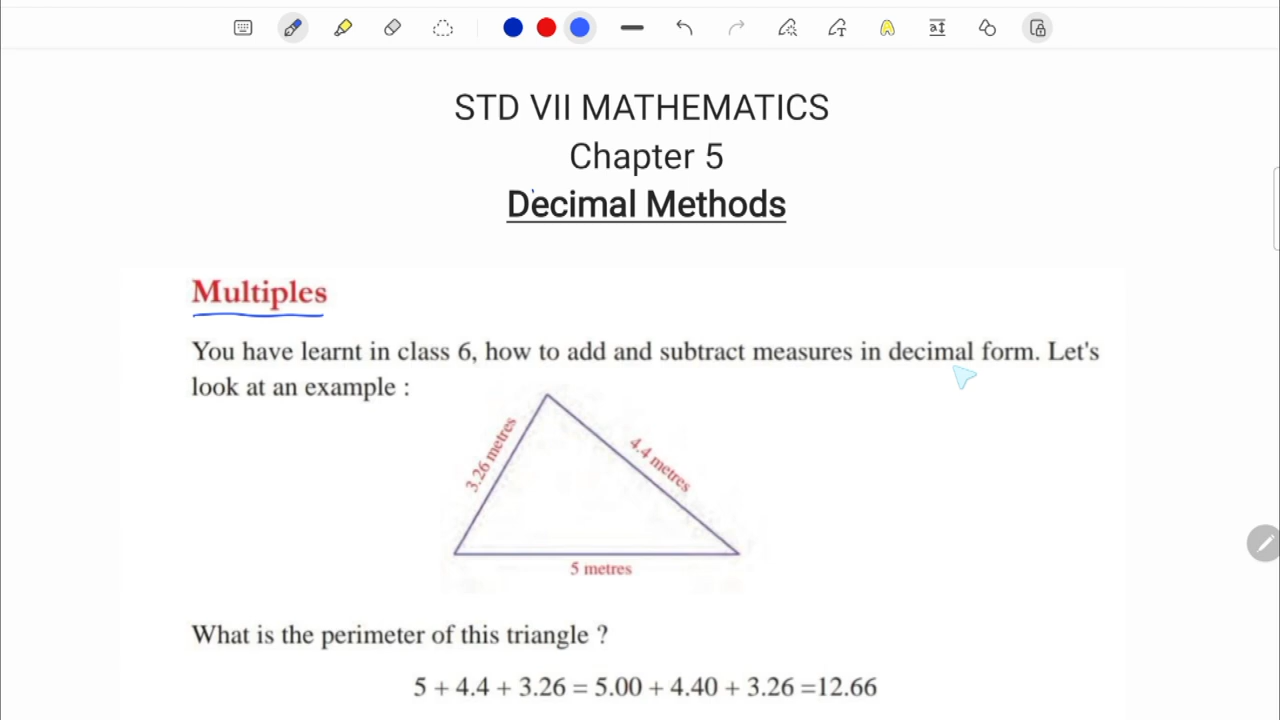 STD VII MATHEMATICS
Chapter 5
Decimal Methods
Multiples
You have learnt in class 6, how to add and subtract measures in decimal form. Let's
look at an example :
3.26 metres
4.4 metres
5 metres
What is the perimeter of this triangle ?
5 + 4.4 + 3.26 = 5.00 + 4.40 + 3.26 =12.66